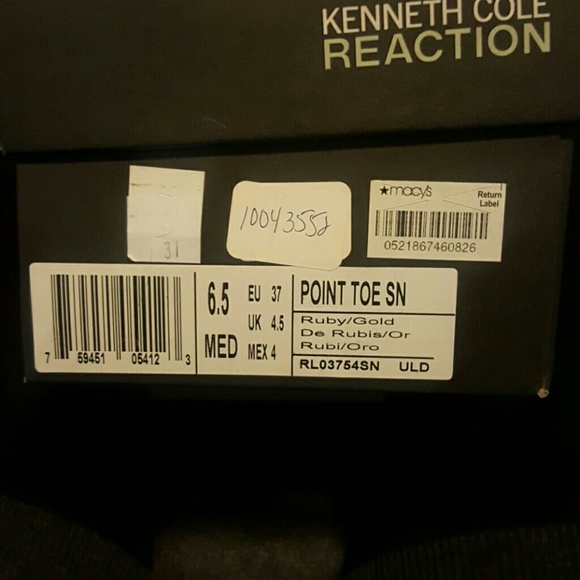 KENNETH COLE
REACTION
31
10043552
★macy's
Return
Label
0521867460826
7 59451 05412 3
6.5
MED
EU 37
UK 4.5
MEX 4
POINT TOE SN
Ruby/Gold
De Rubis/Or
Rubi/Oro
RL03754SN ULD